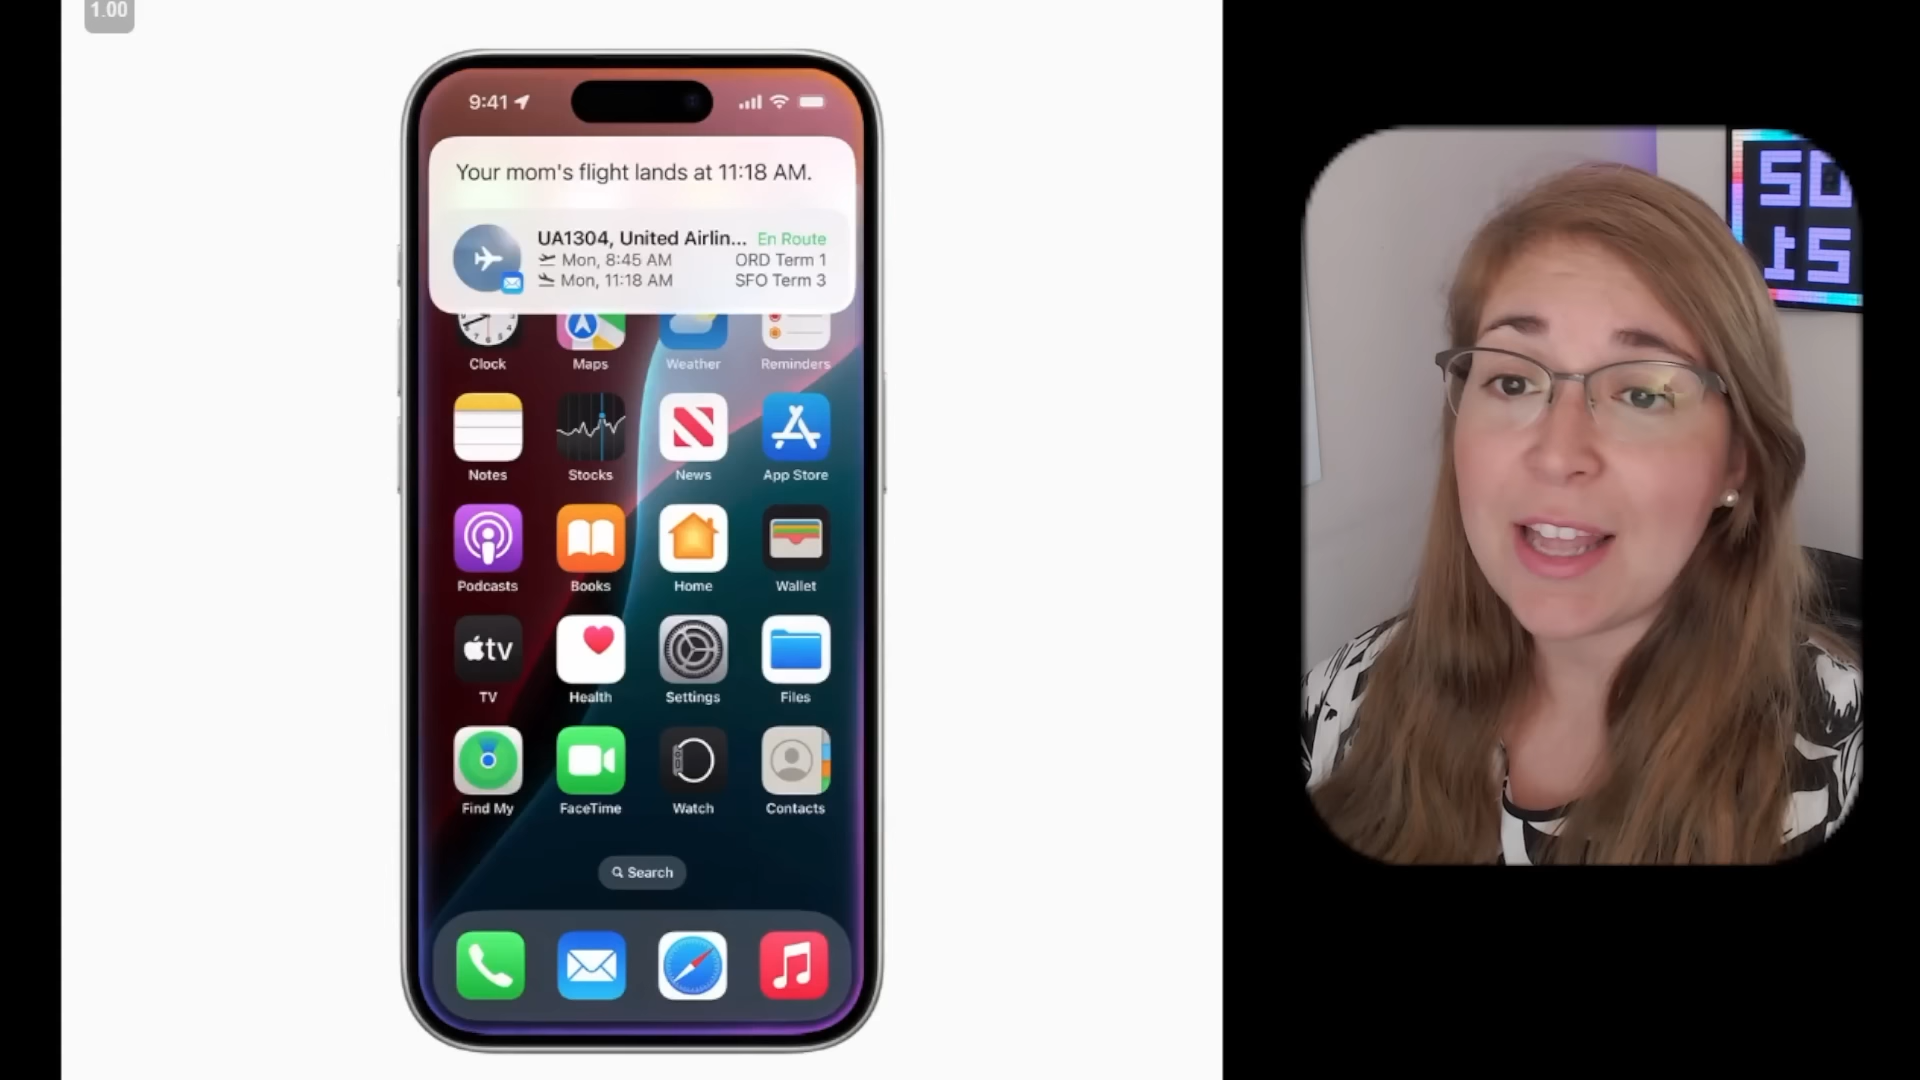 1.00
9:41
Your mom's flight lands at 11:18 AM.
UA1304, United Airlin... En Route
Mon, 8:45 AM ORD Term 1
Mon, 11:18 AM SFO Term 3
Clock Maps Weather Reminders
Notes Stocks News App Store
Podcasts Books Home Wallet
tv
TV Health Settings Files
Find My FaceTime Watch Contacts
Search